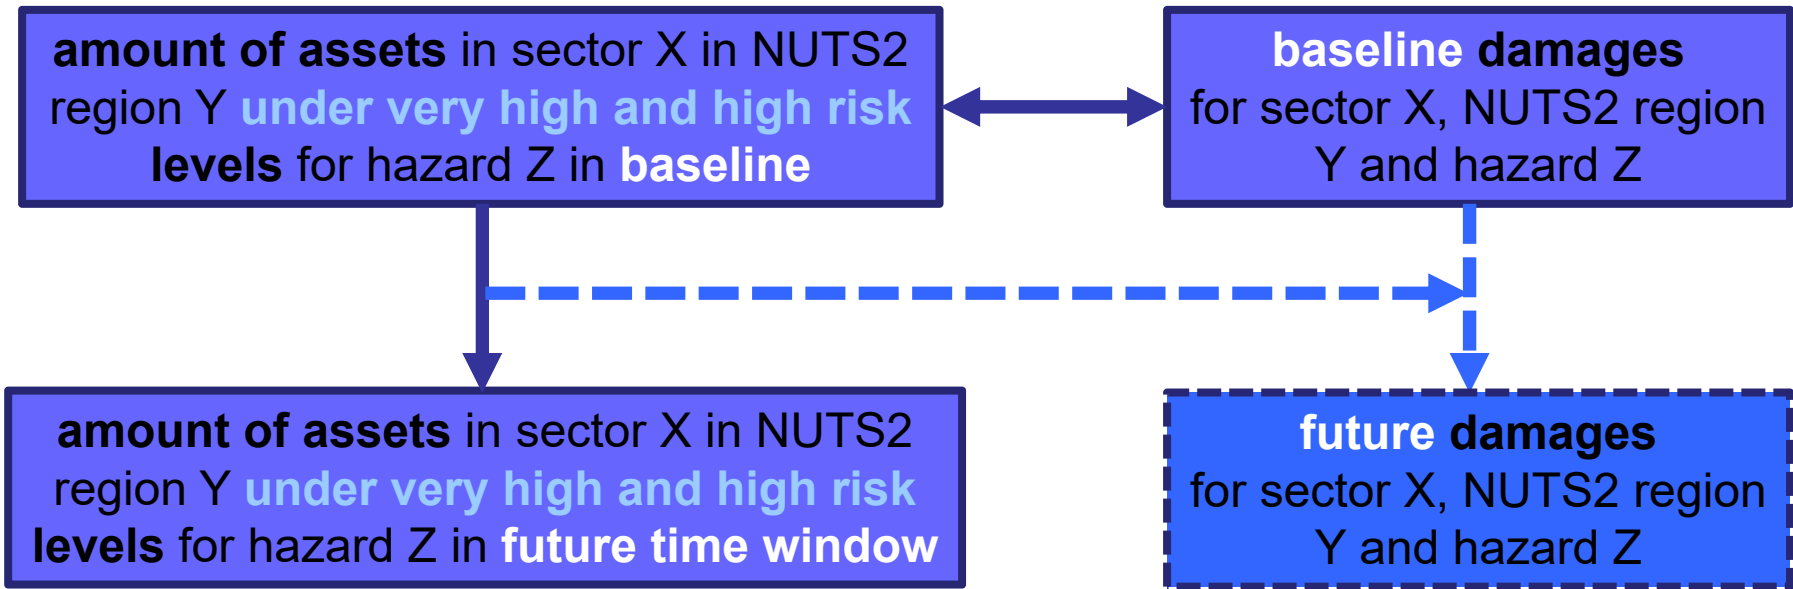 amount of assets in sector X in NUTS2
region Y under very high and high risk
levels for hazard Z in baseline
baseline damages
for sector X, NUTS2 region
Y and hazard Z
amount of assets in sector X in NUTS2
region Y under very high and high risk
levels for hazard Z in future time window
future damages
for sector X, NUTS2 region
Y and hazard Z